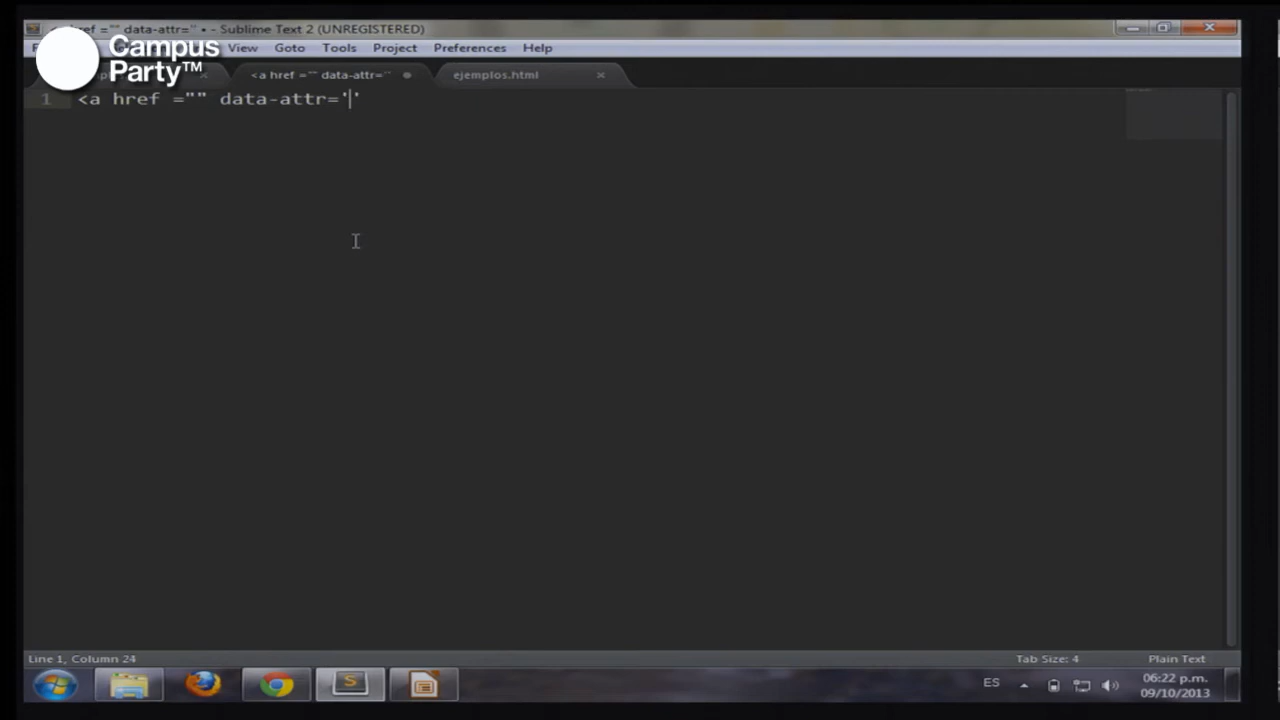 href ="" data-attr='' • - Sublime Text 2 (UNREGISTERED)
Campus
Party™
View Goto Tools Project Preferences Help
<a href ="" data-attr='' ejemplos.html
1 <a href ="" data-attr=''
Line 1, Column 24 Tab Size: 4 Plain Text
ES 06:22 p.m.
09/10/2013